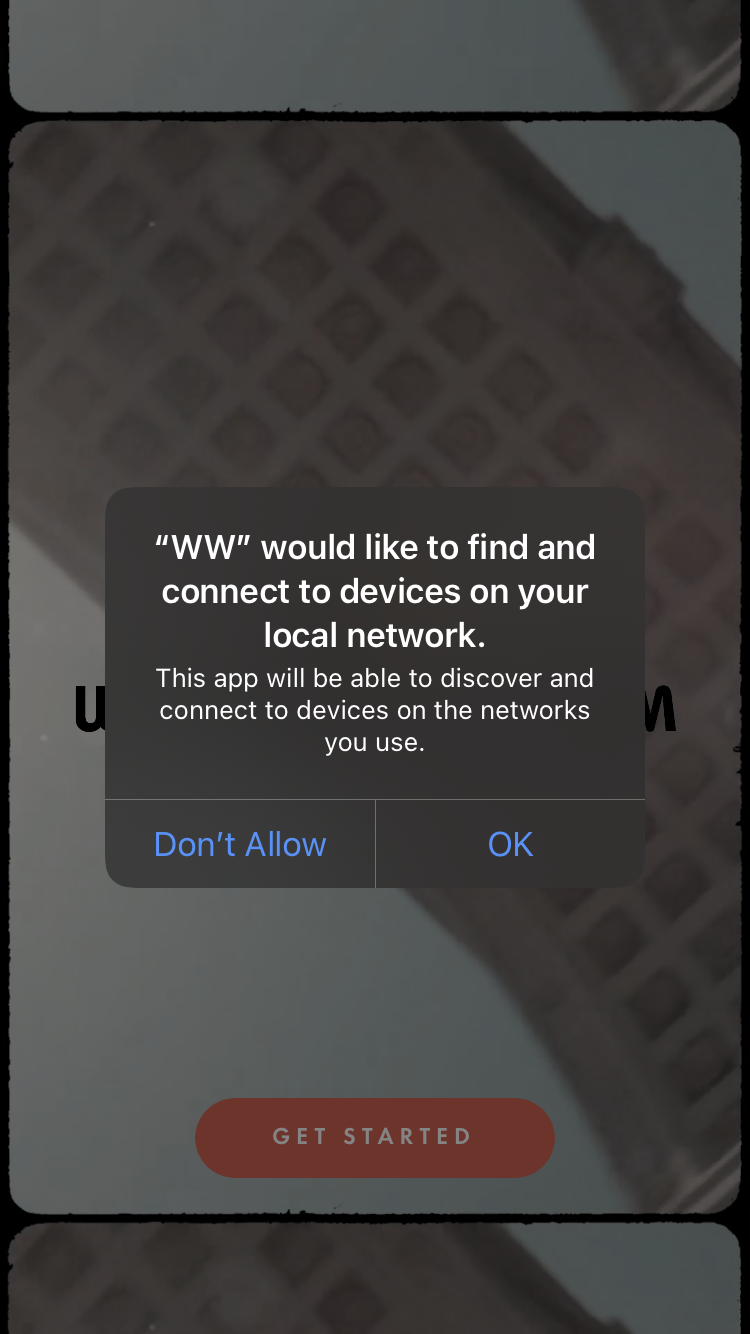 “WW” would like to find and
connect to devices on your
local network.
This app will be able to discover and
connect to devices on the networks
you use.
Don’t Allow
OK
GET STARTED